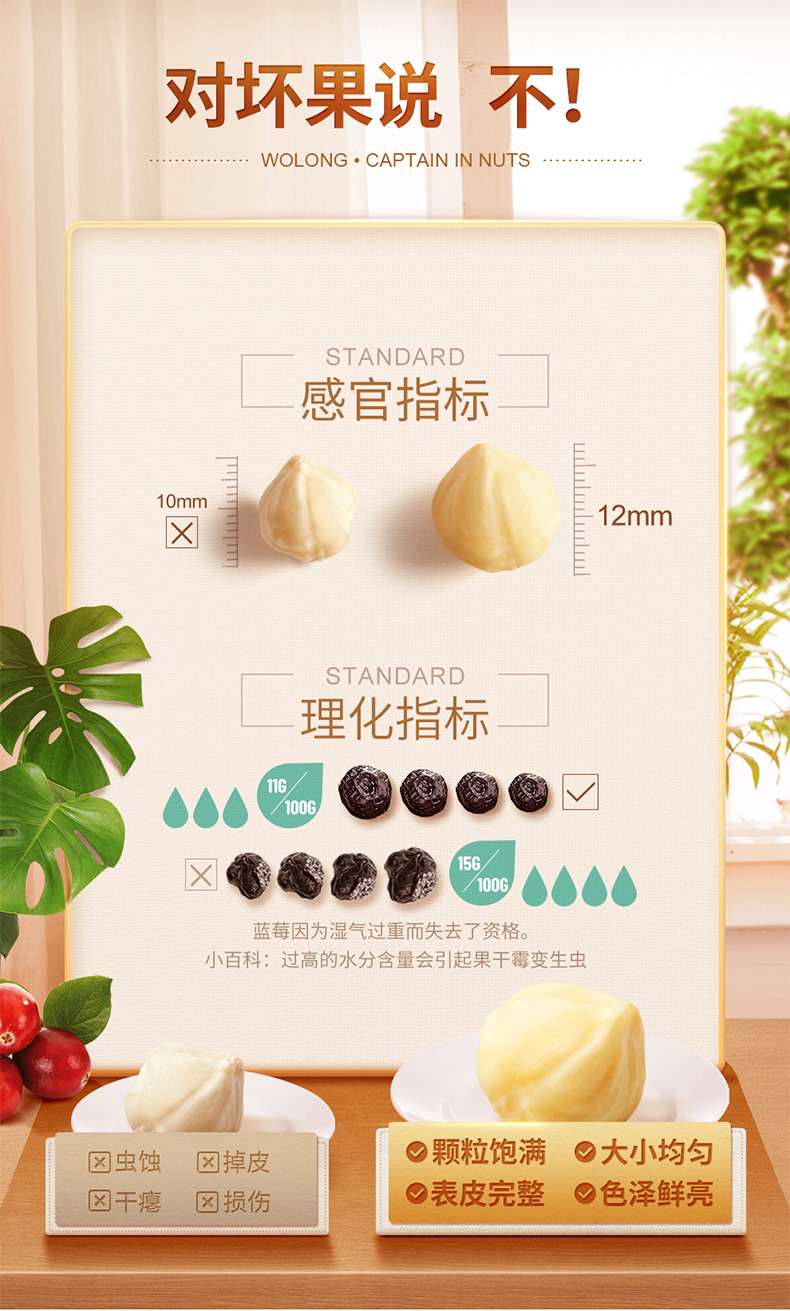 对坏果说 不！
WOLONG • CAPTAIN IN NUTS
STANDARD
感官指标
10mm
12mm
STANDARD
理化指标
11G/100G
15G/100G
蓝莓因为湿气过重而失去了资格。
小百科：过高的水分含量会引起果干霉变生虫
虫蚀 掉皮
干瘪 损伤
颗粒饱满 大小均匀
表皮完整 色泽鲜亮